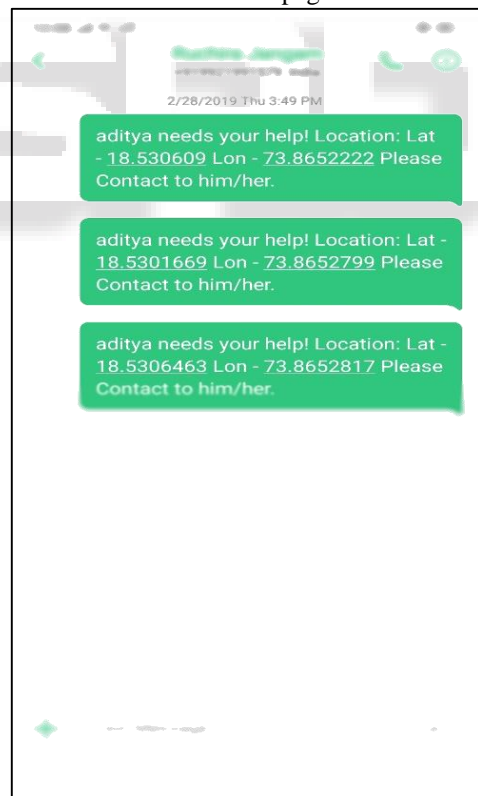 2/28/2019 Thu 3:49 PM
aditya needs your help! Location: Lat
- 18.530609 Lon - 73.8652222 Please
Contact to him/her.
aditya needs your help! Location: Lat -
18.5301669 Lon - 73.8652799 Please
Contact to him/her.
aditya needs your help! Location: Lat -
18.5306463 Lon - 73.8652817 Please
Contact to him/her.